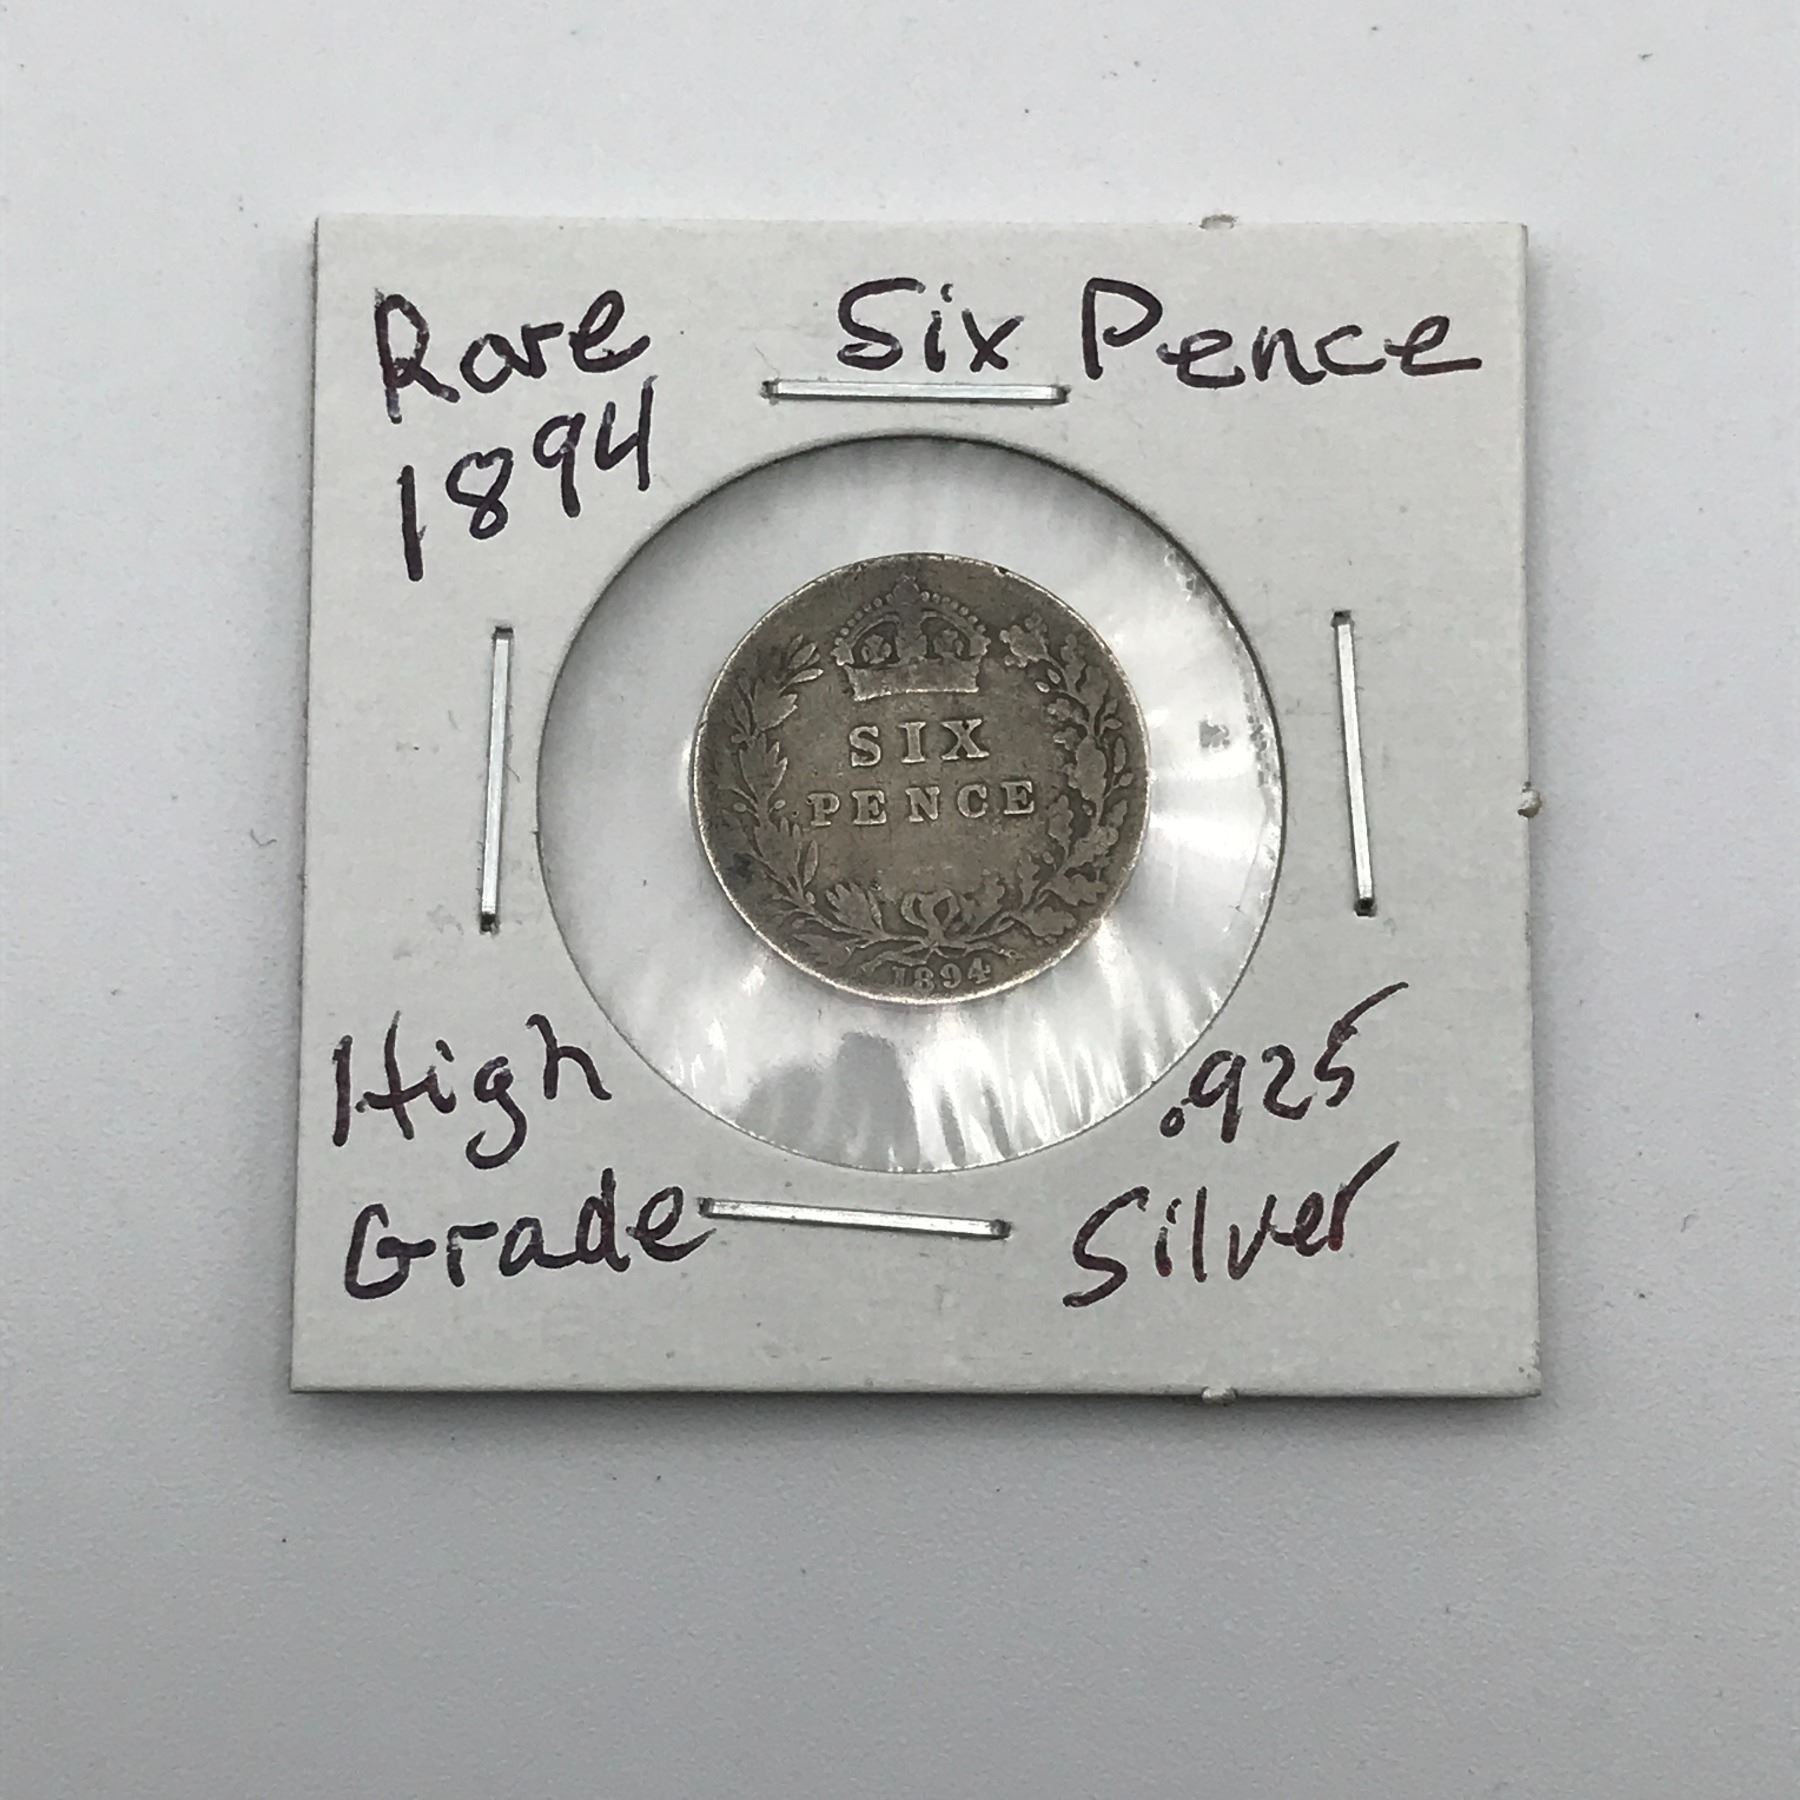 Rare Six Pence
1894
SIX
PENCE
1894
High
Grade
.925
Silver